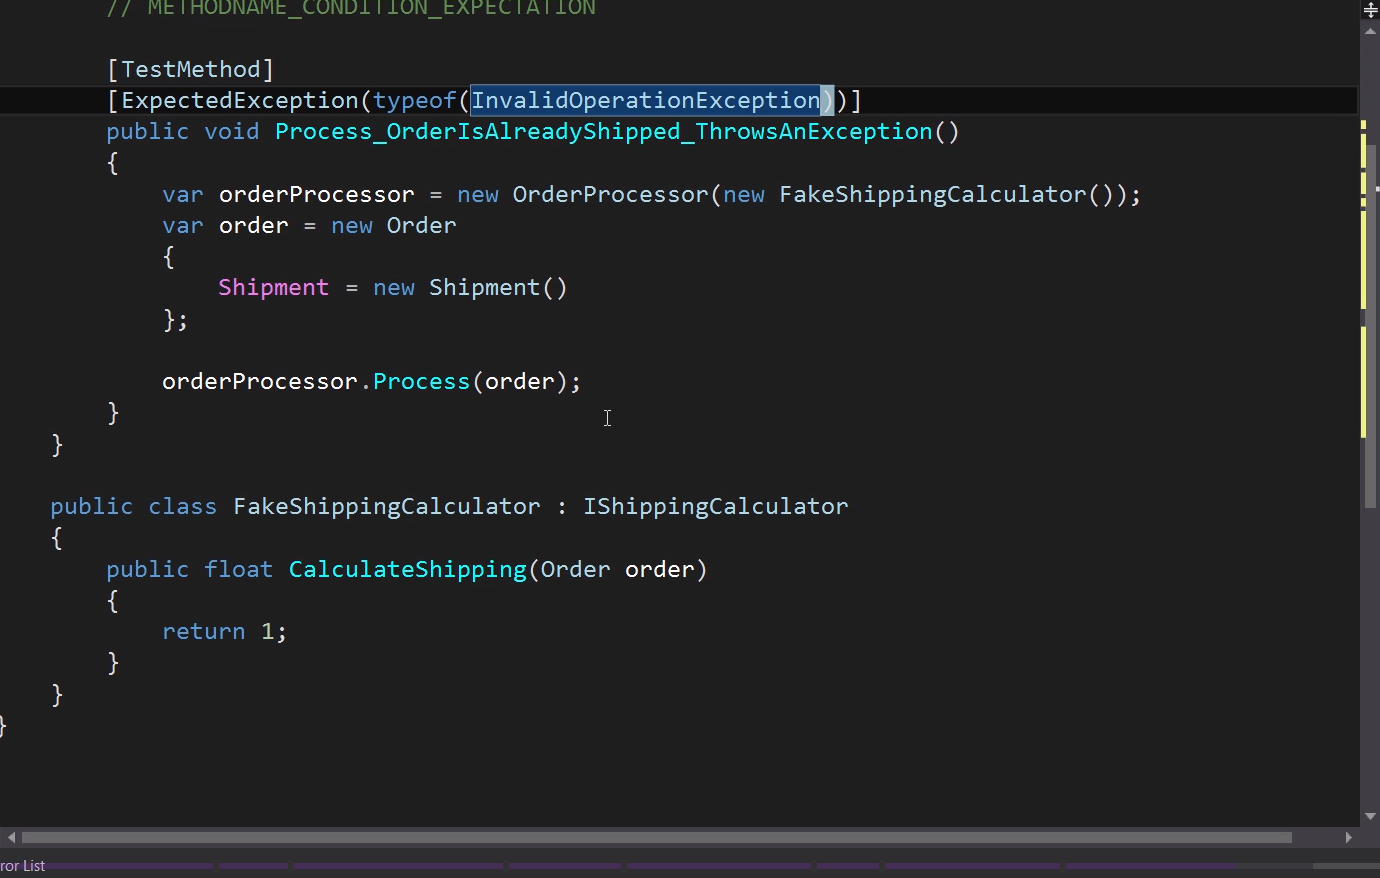 // METHODNAME_CONDITION_EXPECTATION
[TestMethod]
[ExpectedException(typeof(InvalidOperationException))]
public void Process_OrderIsAlreadyShipped_ThrowsAnException()
{
var orderProcessor = new OrderProcessor(new FakeShippingCalculator());
var order = new Order
{
Shipment = new Shipment()
};
orderProcessor.Process(order);
}
}
public class FakeShippingCalculator : IShippingCalculator
{
public float CalculateShipping(Order order)
{
return 1;
}
}
}
ror List